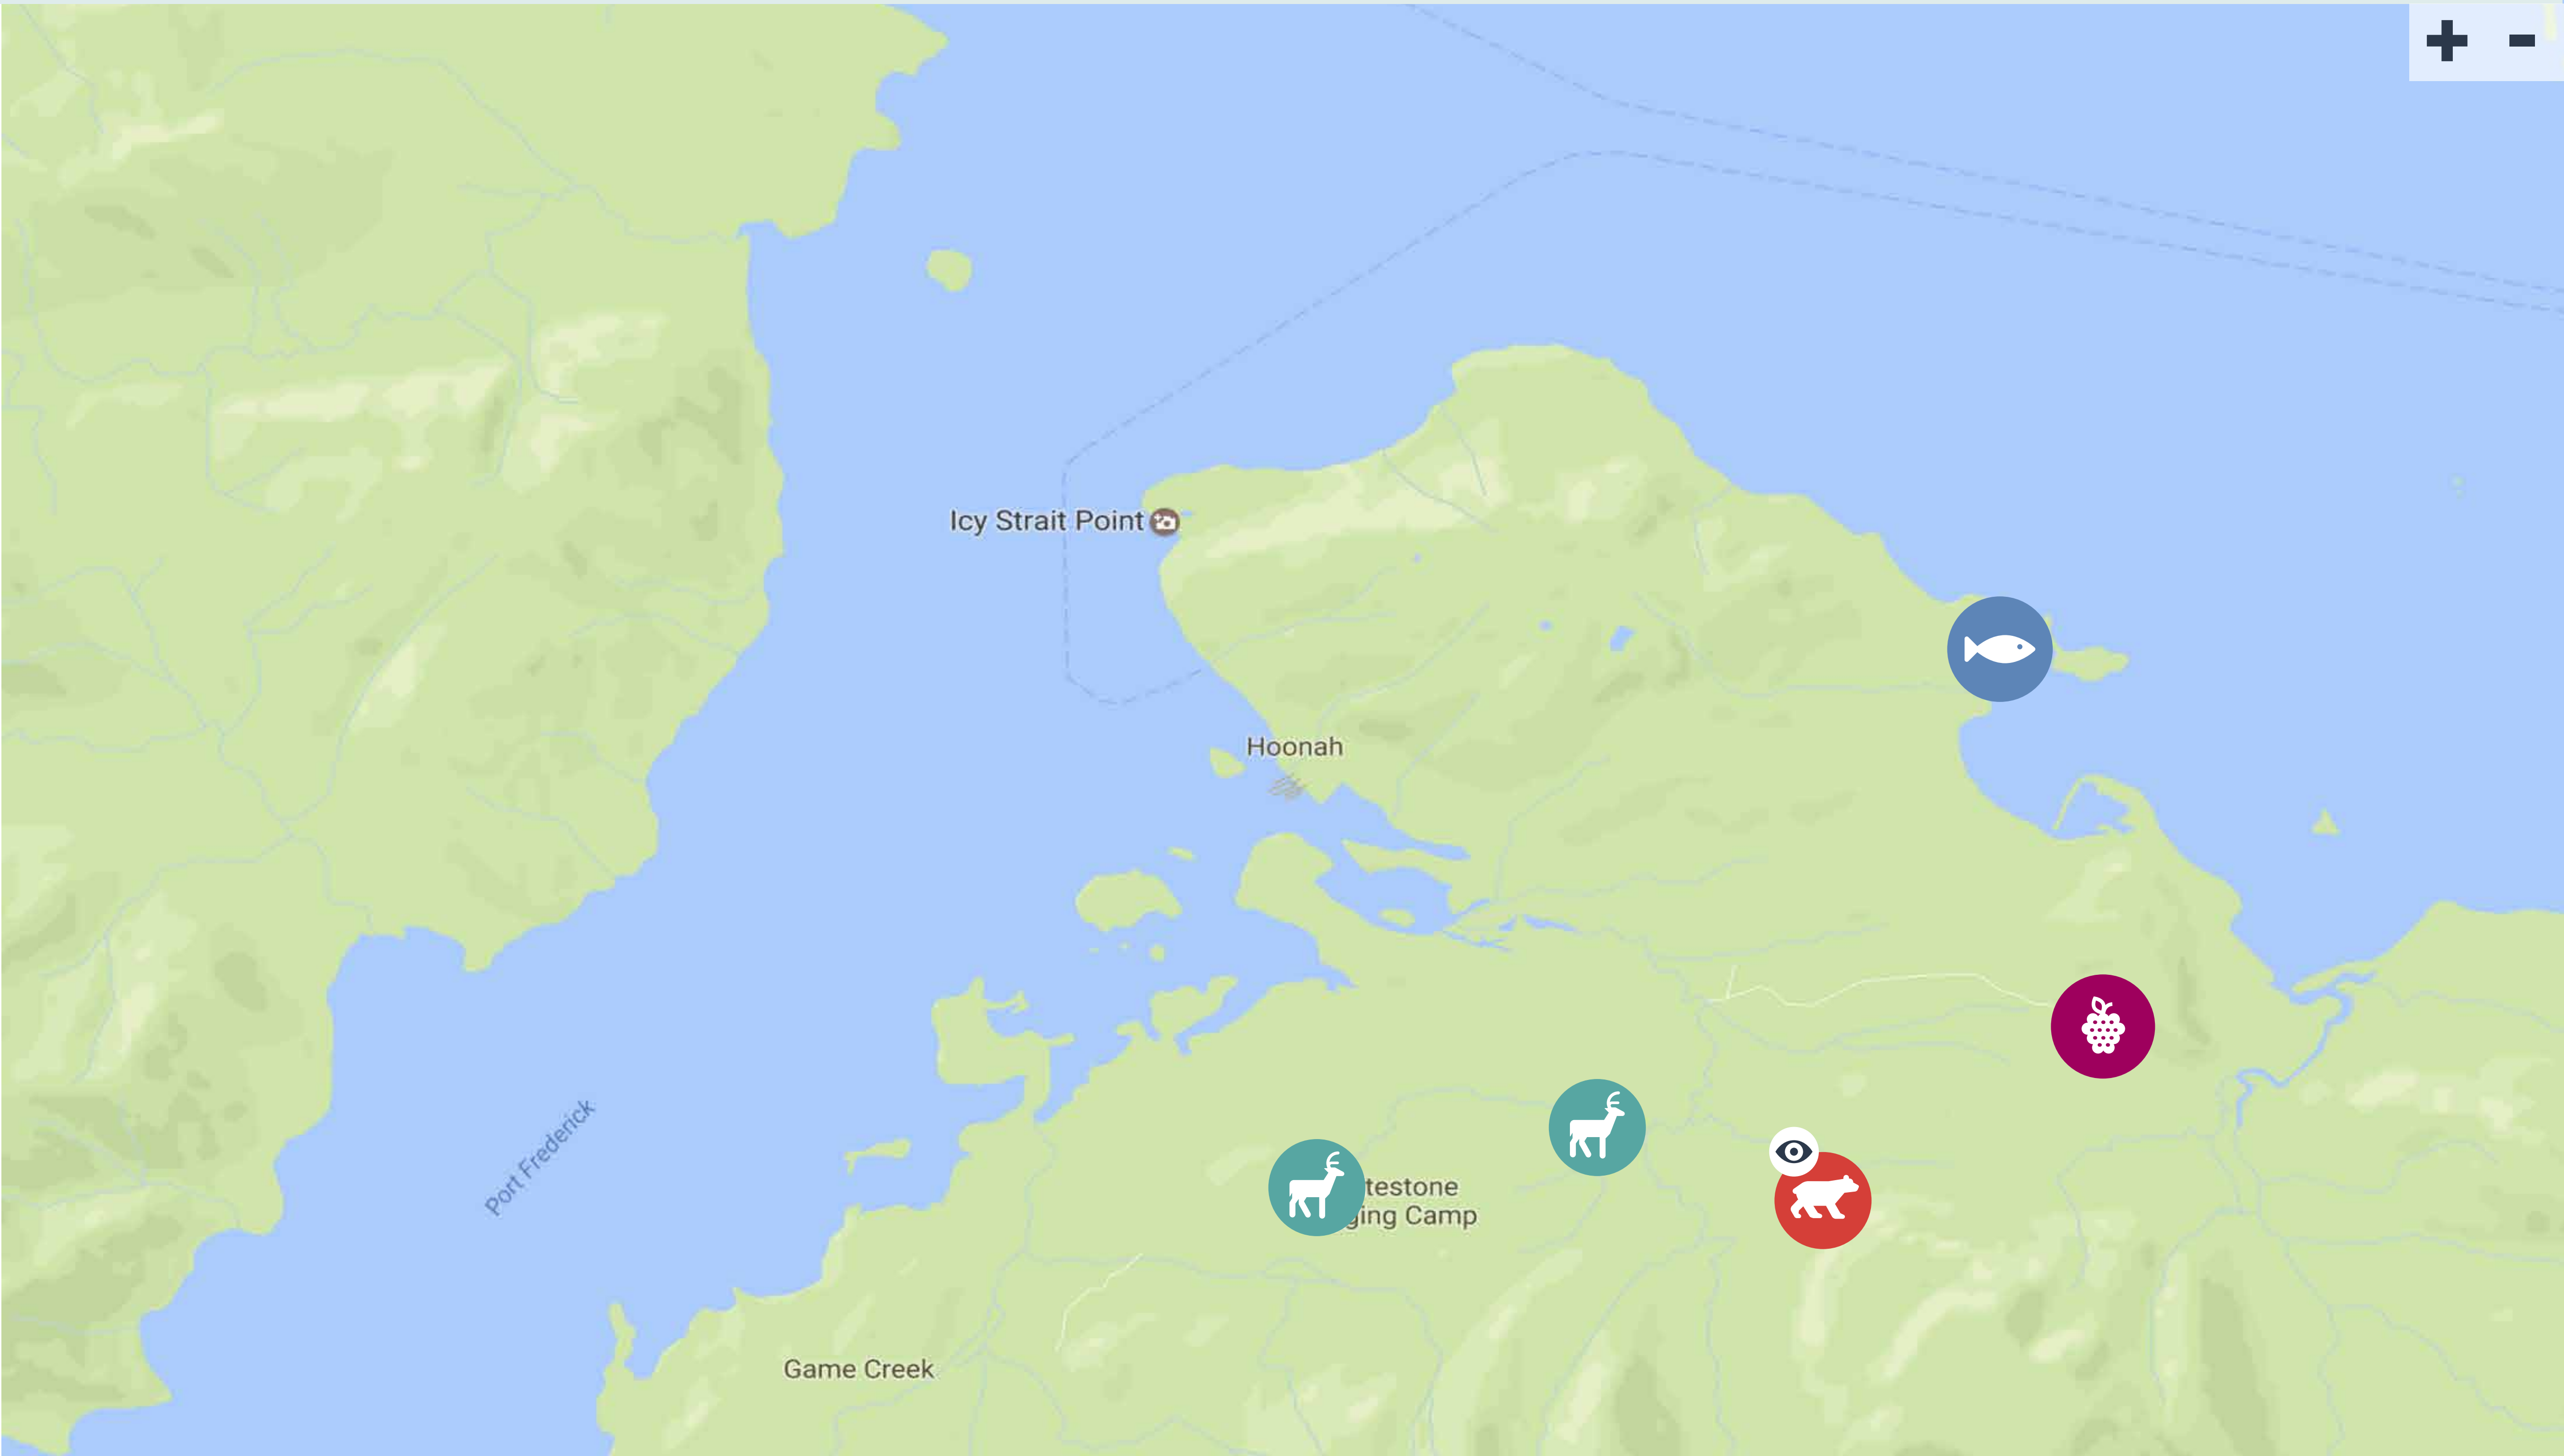 Icy Strait Point
Hoonah
Port Frederick
testone
ging Camp
Game Creek